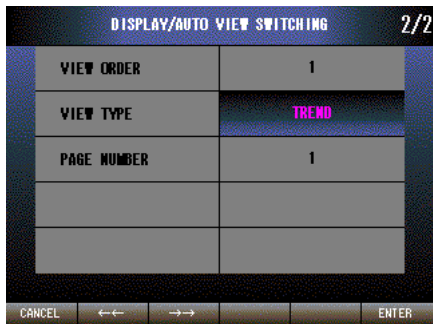 DISPLAY/AUTO VIEW SWITCHING 2/2
VIEW ORDER 1
VIEW TYPE TREND
PAGE NUMBER 1
CANCEL ←← →→ ENTER